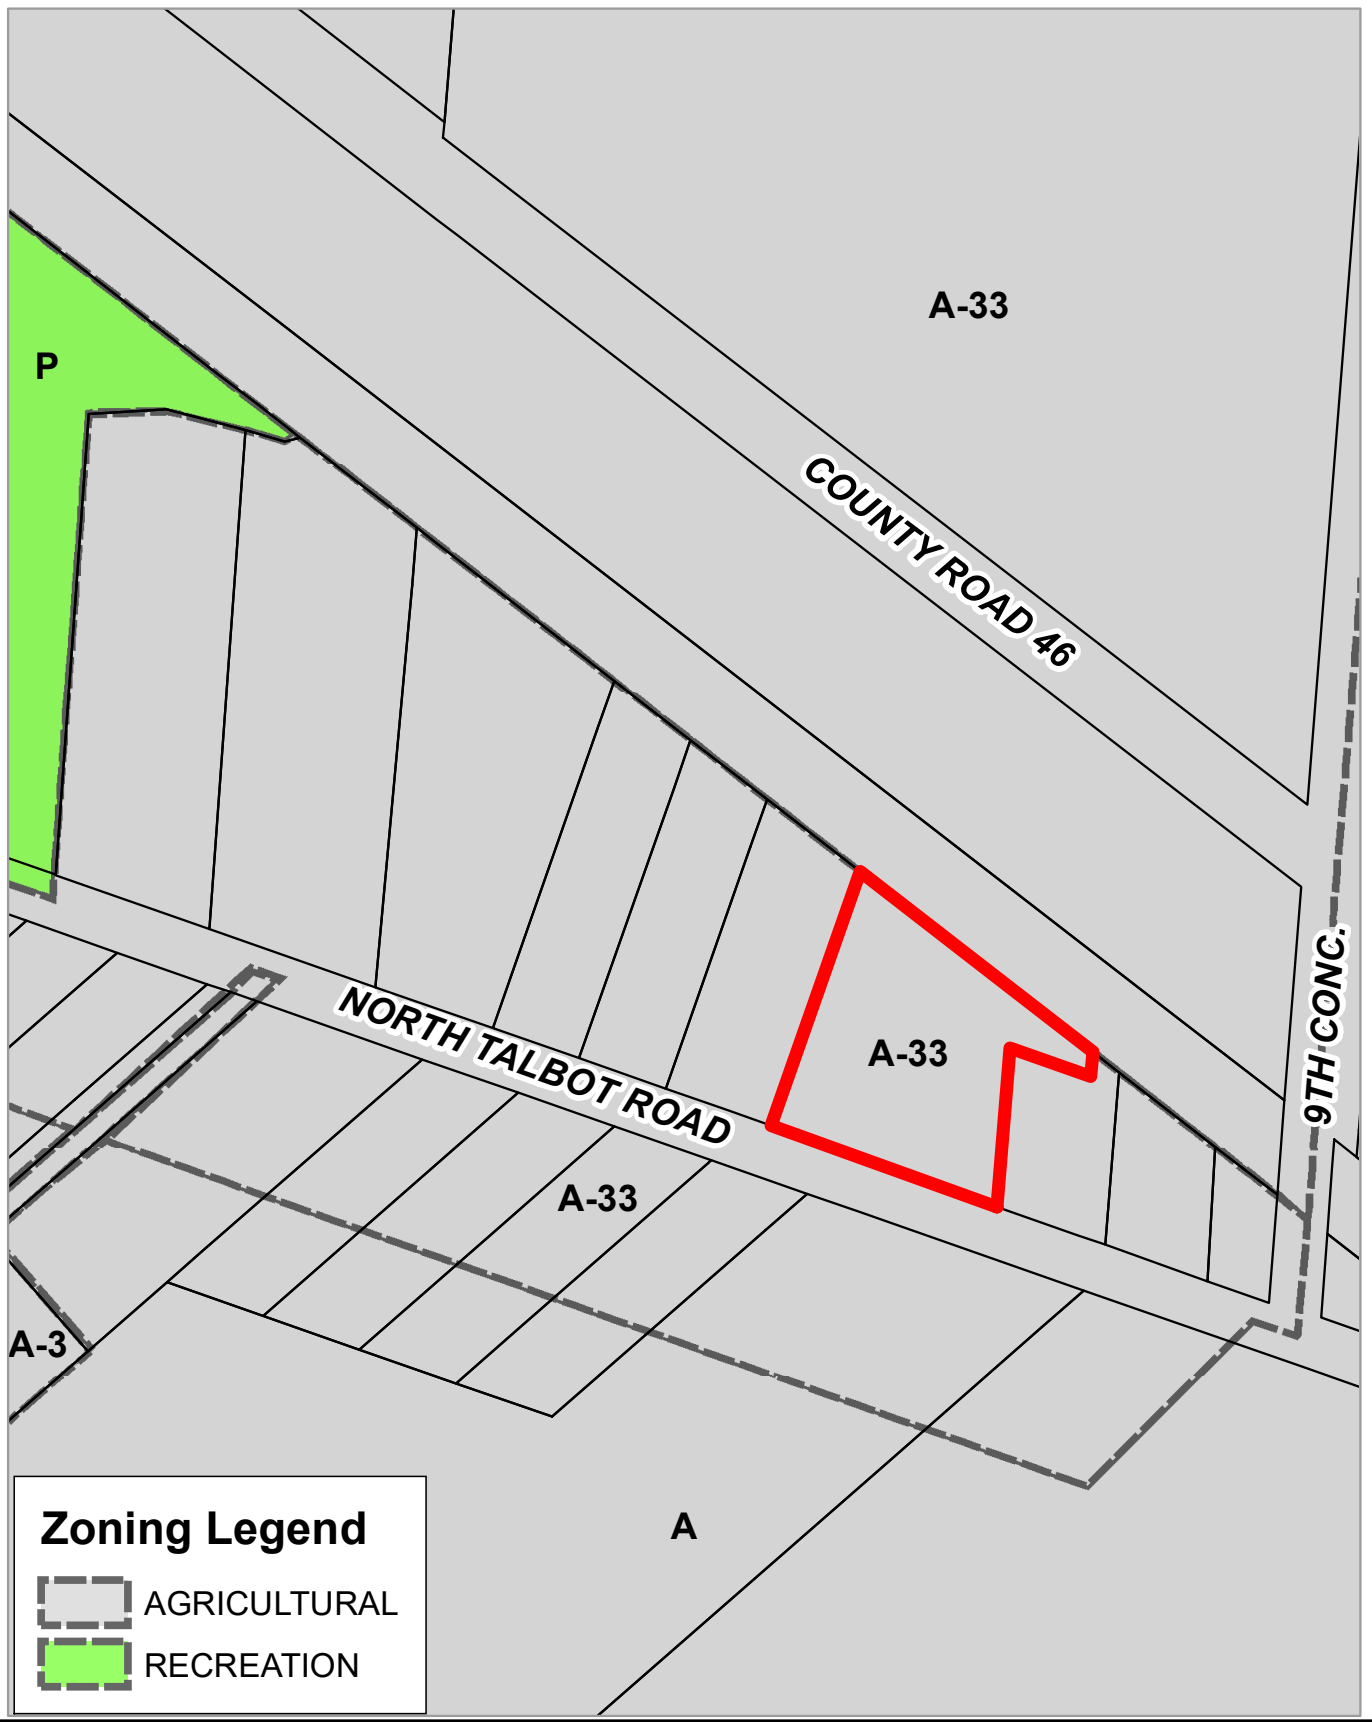 A-33
P
COUNTY ROAD 46
9TH CONC.
NORTH TALBOT ROAD
A-33
A-33
A-3
A
Zoning Legend
AGRICULTURAL
RECREATION